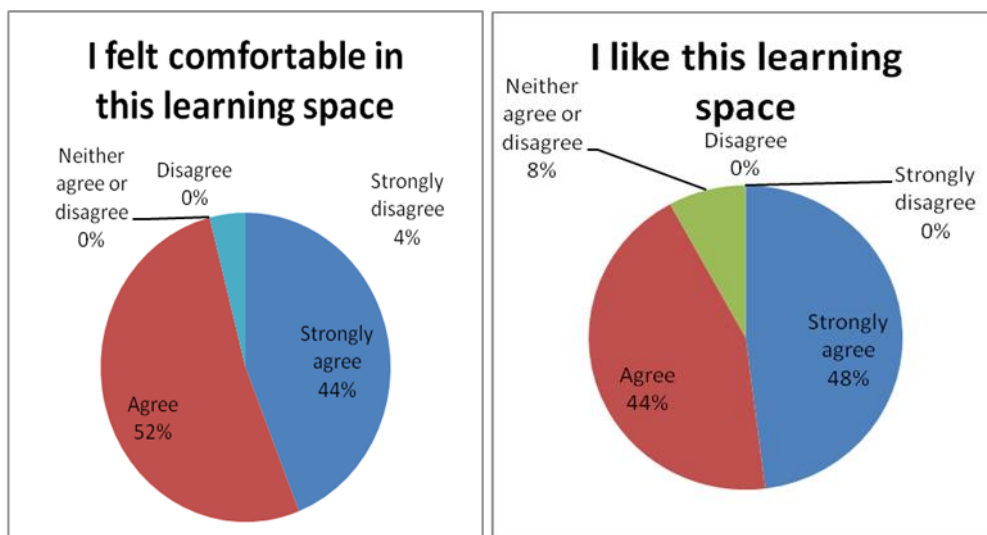 I felt comfortable in
this learning space
Neither
agree or
disagree
0%
Disagree
0%
Strongly
disagree
4%
Strongly
agree
44%
Agree
52%
I like this learning
space
Neither
agree or
disagree
8%
Disagree
0%
Strongly
disagree
0%
Strongly
agree
48%
Agree
44%